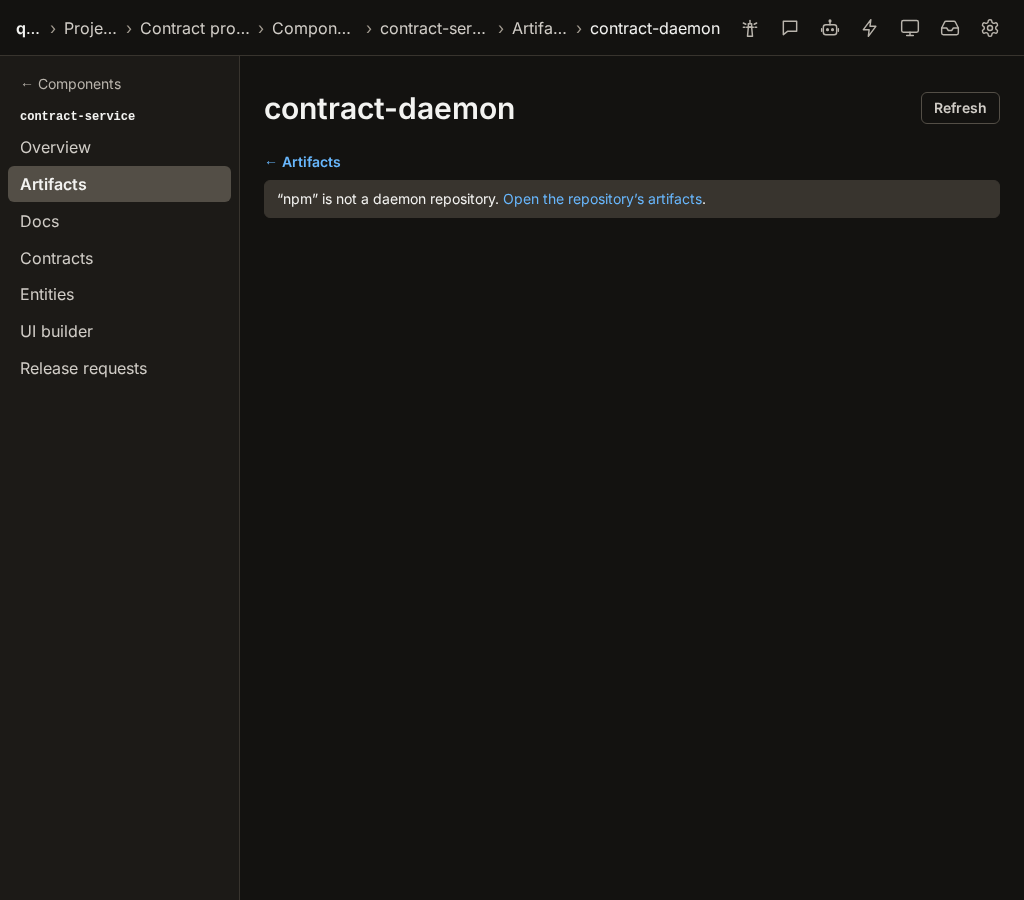 q... › Proje... › Contract pro... › Compon... › contract-ser... › Artifa... › contract-daemon
← Components
contract-service
Overview
Artifacts
Docs
Contracts
Entities
UI builder
Release requests
contract-daemon
Refresh
← Artifacts
“npm” is not a daemon repository. Open the repository’s artifacts.